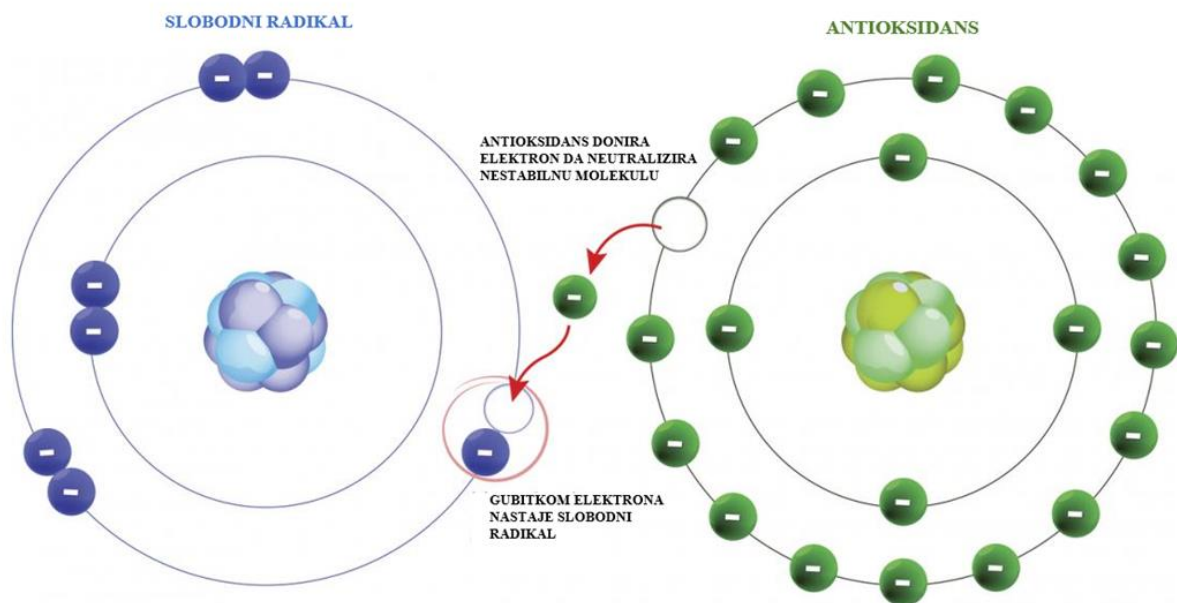 SLOBODNI RADIKAL
ANTIOKSIDANS
ANTIOKSIDANS DONIRA
ELEKTRON DA NEUTRALIZIRA
NESTABILNU MOLEKULU
GUBITKOM ELEKTRONA
NASTAJE SLOBODNI
RADIKAL